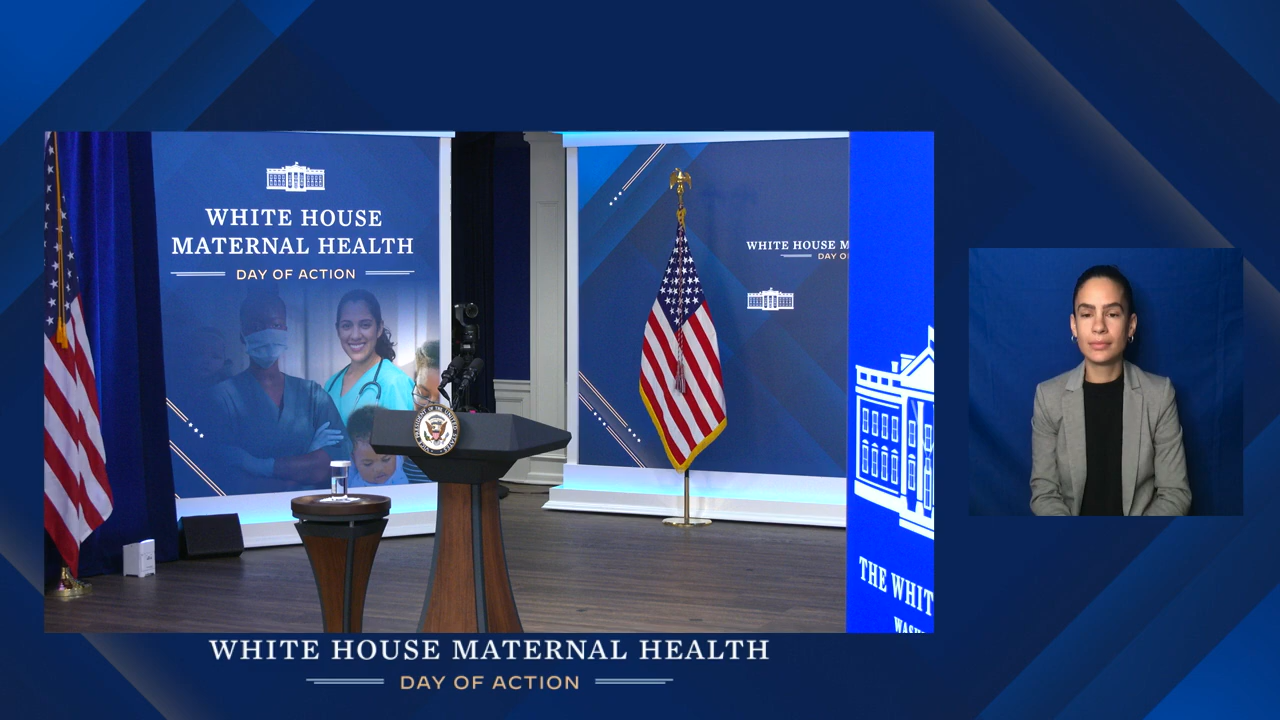 WHITE HOUSE
MATERNAL HEALTH
DAY OF ACTION
WHITE HOUSE M
DAY O
THE WHIT
WASH
WHITE HOUSE MATERNAL HEALTH
DAY OF ACTION